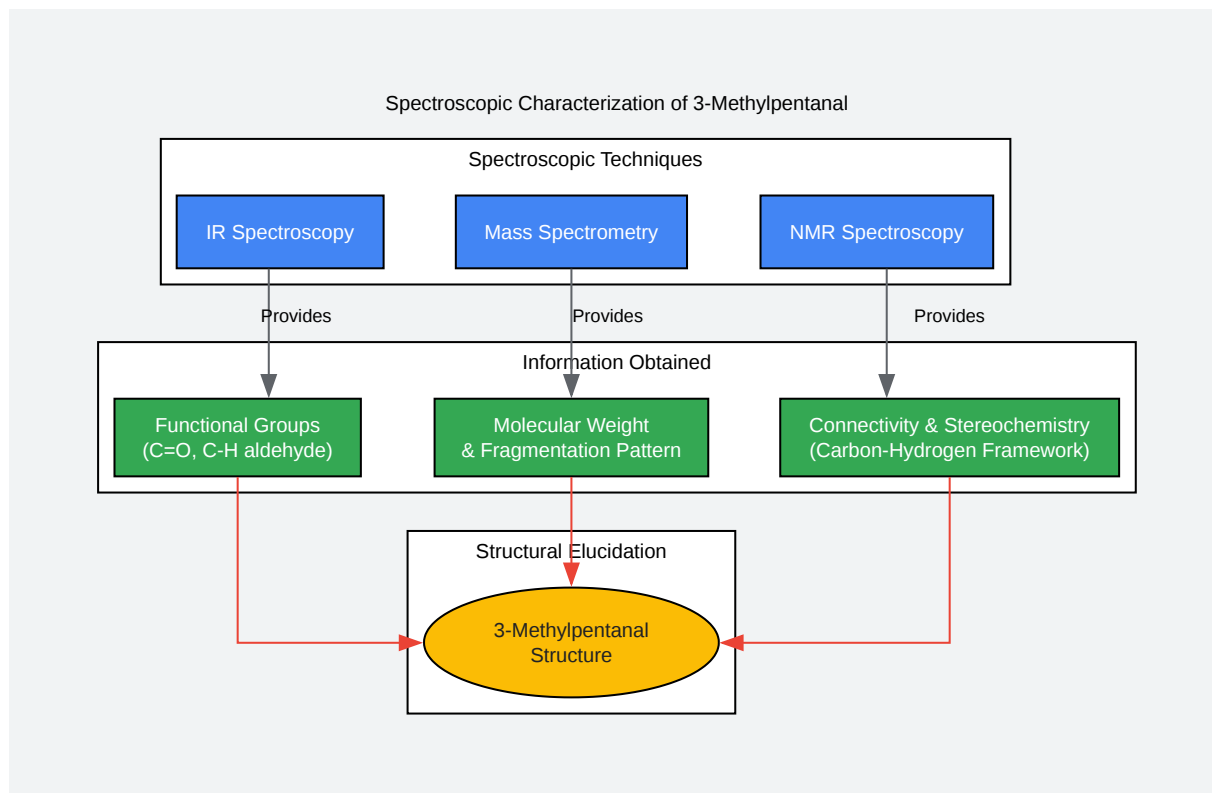 Spectroscopic Characterization of 3-Methylpentanal
Spectroscopic Techniques
IR Spectroscopy
Mass Spectrometry
NMR Spectroscopy
Provides
Provides
Provides
Information Obtained
Functional Groups
(C=O, C-H aldehyde)
Molecular Weight
& Fragmentation Pattern
Connectivity & Stereochemistry
(Carbon-Hydrogen Framework)
Structural Elucidation
3-Methylpentanal
Structure